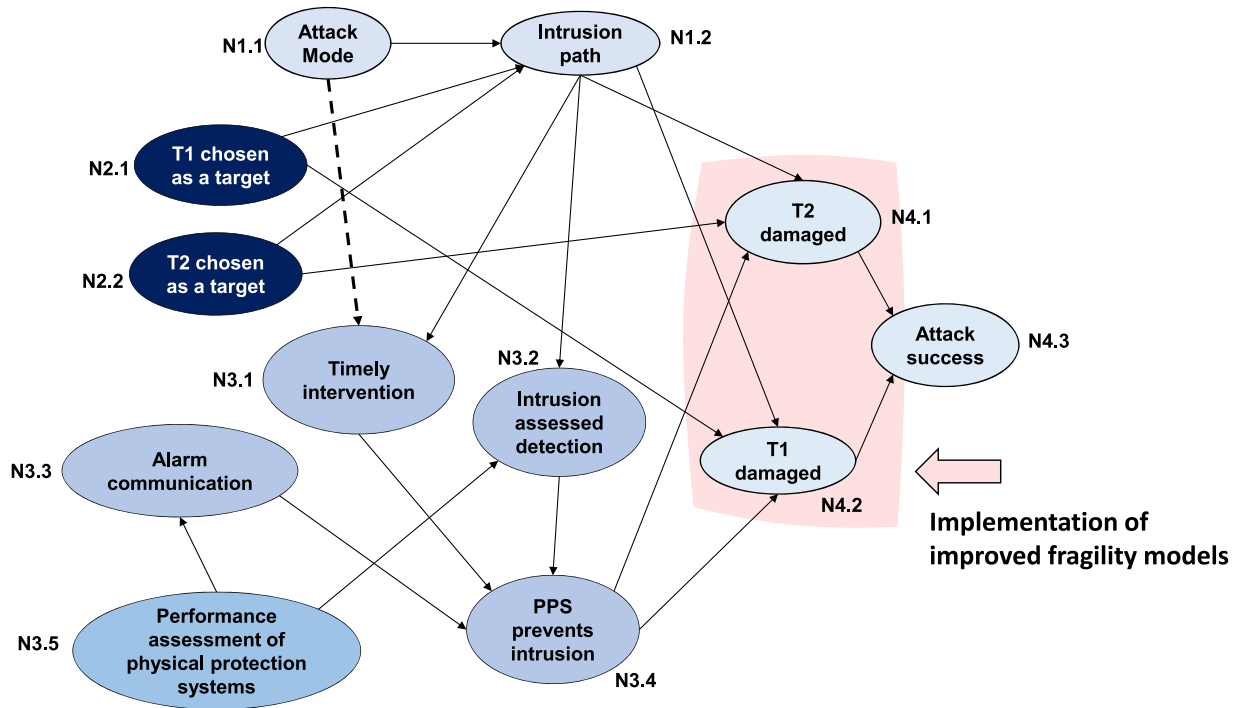 N1.1
Attack
Mode
Intrusion
path
N1.2
N2.1
T1 chosen
as a target
N2.2
T2 chosen
as a target
T2
damaged
N4.1
Attack
success
N4.3
N3.1
Timely
intervention
N3.2
Intrusion
assessed
detection
N3.3
Alarm
communication
T1
damaged
N4.2
Implementation of
improved fragility models
N3.5
Performance
assessment of
physical protection
systems
PPS
prevents
intrusion
N3.4